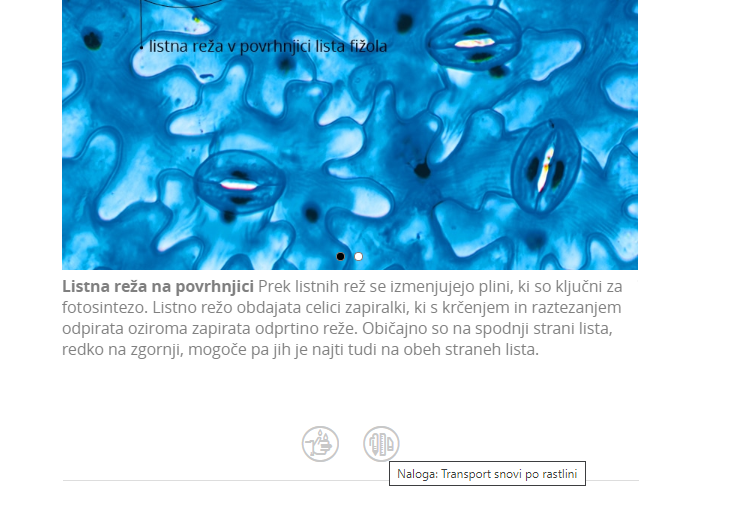 listna reža v povrhnjici lista fižola
Listna reža na povrhnjici Prek listnih rež se izmenjujejo plini, ki so ključni za
fotosintezo. Listno režo obdajata celici zapiralki, ki s krčenjem in raztezanjem
odpirata oziroma zapirata odprtino reže. Običajno so na spodnji strani lista,
redko na zgornji, mogoče pa jih je najti tudi na obeh straneh lista.
Naloga: Transport snovi po rastlini